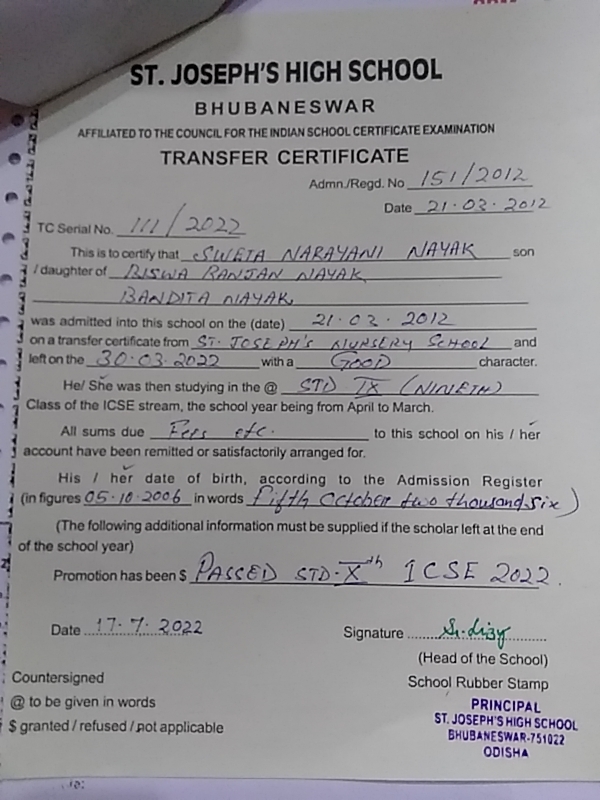 ST. JOSEPH'S HIGH SCHOOL
BHUBANESWAR
AFFILIATED TO THE COUNCIL FOR THE INDIAN SCHOOL CERTIFICATE EXAMINATION
TRANSFER CERTIFICATE
Admn./Regd. No 151/2012
Date 21.02.2012
TC Serial No. 111/2022
This is to certify that SWETA NARAYANI NAYAK son
/ daughter of BISWA RANJAN NAYAK
BANDITA NAYAK
was admitted into this school on the (date) 21.02.2012
on a transfer certificate from ST. JOSEPH'S NURSERY SCHOOL and
left on the 30.03.2022 with a GOOD character.
He/ She was then studying in the @ STD IX (NINETH)
Class of the ICSE stream, the school year being from April to March.
All sums due Fees etc. to this school on his / her
account have been remitted or satisfactorily arranged for.
His / her date of birth, according to the Admission Register
(in figures 05.10.2006 in words Fifth October two thousand six)
(The following additional information must be supplied if the scholar left at the end
of the school year)
Promotion has been $ PASSED STD-Xth ICSE 2022.
Date 17.7.2022
Signature Sr. Lizy
(Head of the School)
Countersigned
School Rubber Stamp
@ to be given in words
$ granted / refused / not applicable
PRINCIPAL
ST. JOSEPH'S HIGH SCHOOL
BHUBANESWAR-751022
ODISHA